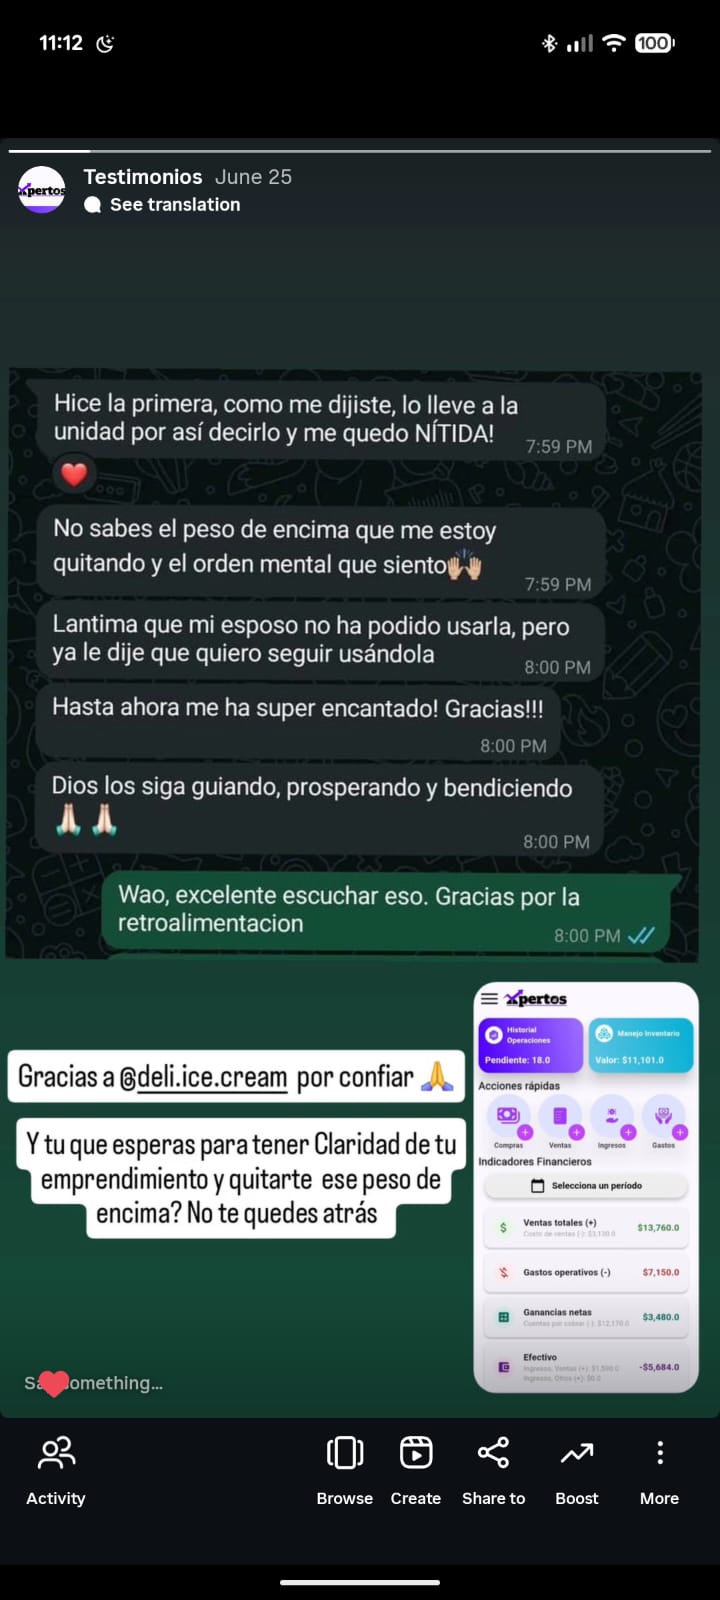 11:12
100
Testimonios June 25
See translation
Hice la primera, como me dijiste, lo lleve a la
unidad por así decirlo y me quedo NÍTIDA!
7:59 PM
No sabes el peso de encima que me estoy
quitando y el orden mental que siento🙌🏼
7:59 PM
Lantima que mi esposo no ha podido usarla, pero
ya le dije que quiero seguir usándola
8:00 PM
Hasta ahora me ha super encantado! Gracias!!!
8:00 PM
Dios los siga guiando, prosperando y bendiciendo
🙏🏻🙏🏻
8:00 PM
Wao, excelente escuchar eso. Gracias por la
retroalimentacion
8:00 PM
Gracias a @deli.ice.cream por confiar 🙏
Y tu que esperas para tener Claridad de tu
emprendimiento y quitarte ese peso de
encima? No te quedes atrás
Xpertos
Historial
Operaciones
Pendiente: 18.0
Manejo Inventario
Valor: $11,101.0
Acciones rápidas
Compras Ventas Ingresos Gastos
Indicadores Financieros
Selecciona un período
Ventas totales (+) $13,760.0
Costo de ventas (-): $3,130.0
Gastos operativos (-) $7,150.0
Ganancias netas $3,480.0
Cuentas por cobrar (-): $12,170.0
Efectivo -$5,684.0
Ingresos, Ventas (+): $1,590.0
Ingresos, Otros (+): $0.0
Activity
Browse
Create
Share to
Boost
More